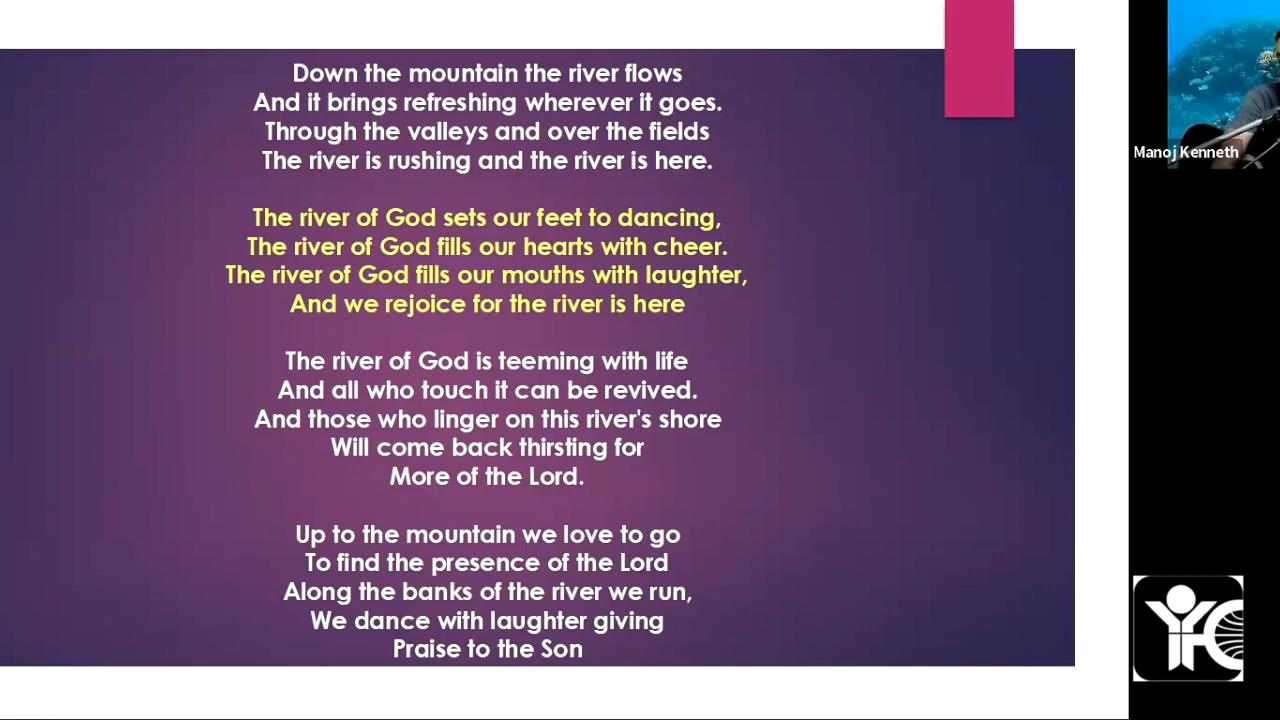 Down the mountain the river flows
And it brings refreshing wherever it goes.
Through the valleys and over the fields
The river is rushing and the river is here.
The river of God sets our feet to dancing,
The river of God fills our hearts with cheer.
The river of God fills our mouths with laughter,
And we rejoice for the river is here
The river of God is teeming with life
And all who touch it can be revived.
And those who linger on this river's shore
Will come back thirsting for
More of the Lord.
Up to the mountain we love to go
To find the presence of the Lord
Along the banks of the river we run,
We dance with laughter giving
Praise to the Son
Manoj Kenneth
YFC